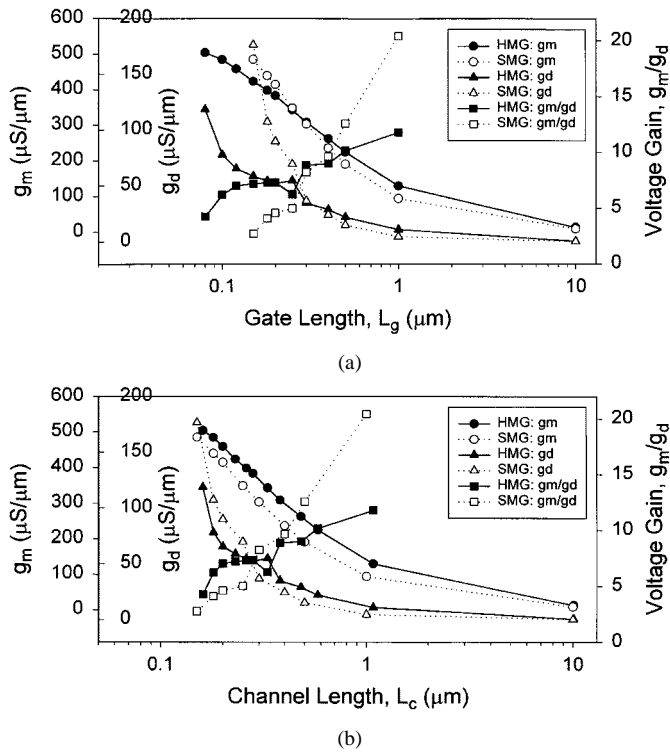 600
500
400
300
200
100
0
gm (μS/μm)
200
150
100
50
0
gd (μS/μm)
HMG: gm
SMG: gm
HMG: gd
SMG: gd
HMG: gm/gd
SMG: gm/gd
20
15
10
5
0
Voltage Gain, gm/gd
0.1 1 10
Gate Length, Lg (μm)
(a)
600
500
400
300
200
100
0
gm (μS/μm)
200
150
100
50
0
gd (μS/μm)
HMG: gm
SMG: gm
HMG: gd
SMG: gd
HMG: gm/gd
SMG: gm/gd
20
15
10
5
0
Voltage Gain, gm/gd
0.1 1 10
Channel Length, Lc (μm)
(b)